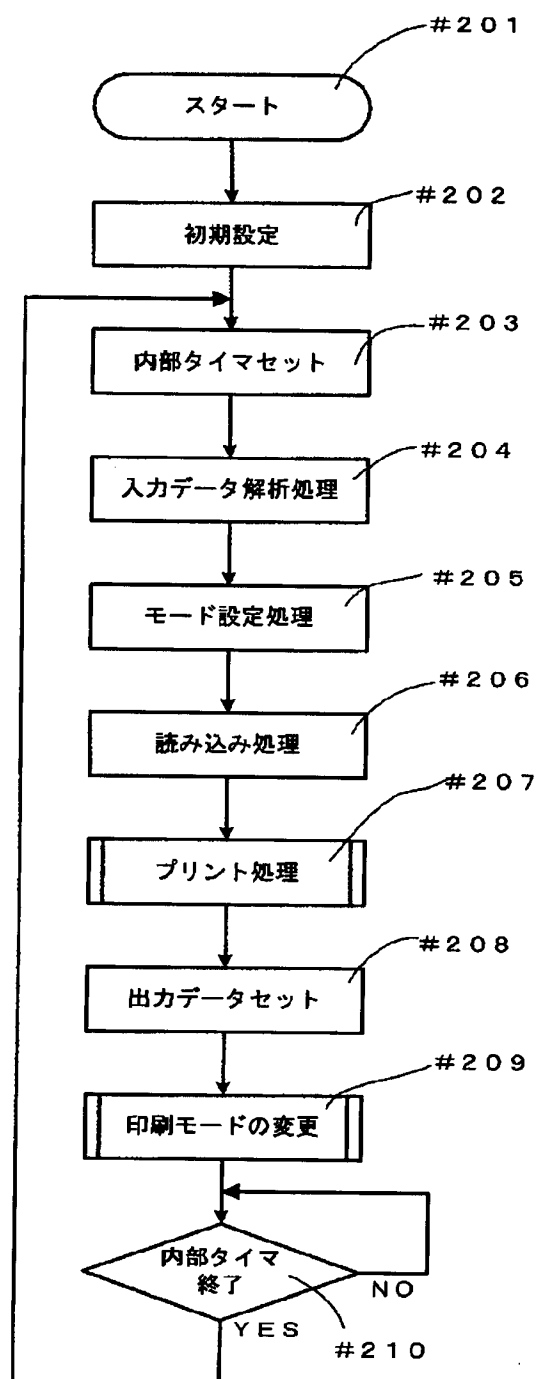 #201
スタート
#202
初期設定
#203
内部タイマセット
#204
入力データ解析処理
#205
モード設定処理
#206
読み込み処理
#207
プリント処理
#208
出力データセット
#209
印刷モードの変更
内部タイマ
終了
NO
YES
#210